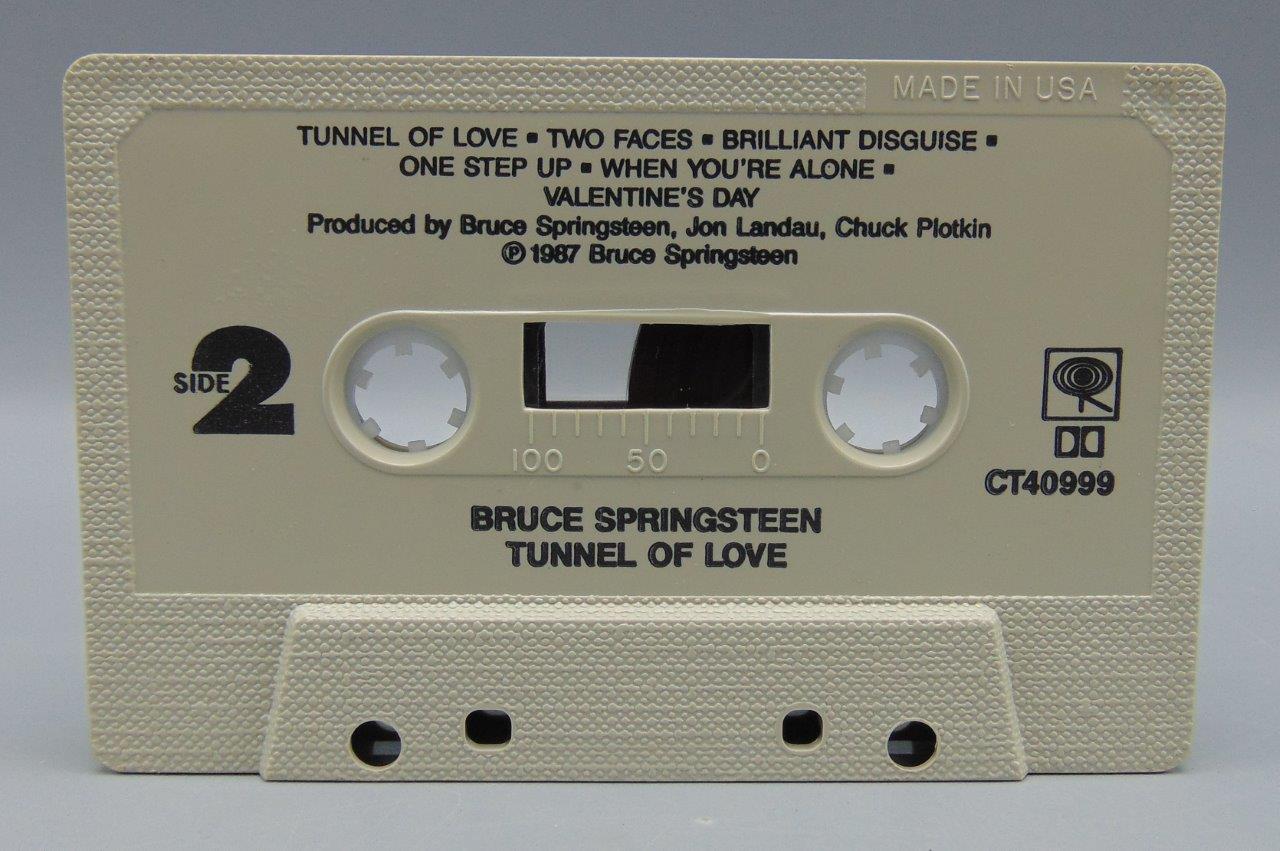 MADE IN USA
TUNNEL OF LOVE ▪ TWO FACES ▪ BRILLIANT DISGUISE ▪
ONE STEP UP ▪ WHEN YOU'RE ALONE ▪
VALENTINE'S DAY
Produced by Bruce Springsteen, Jon Landau, Chuck Plotkin
℗ 1987 Bruce Springsteen
SIDE 2
100 50 0
CT40999
BRUCE SPRINGSTEEN
TUNNEL OF LOVE